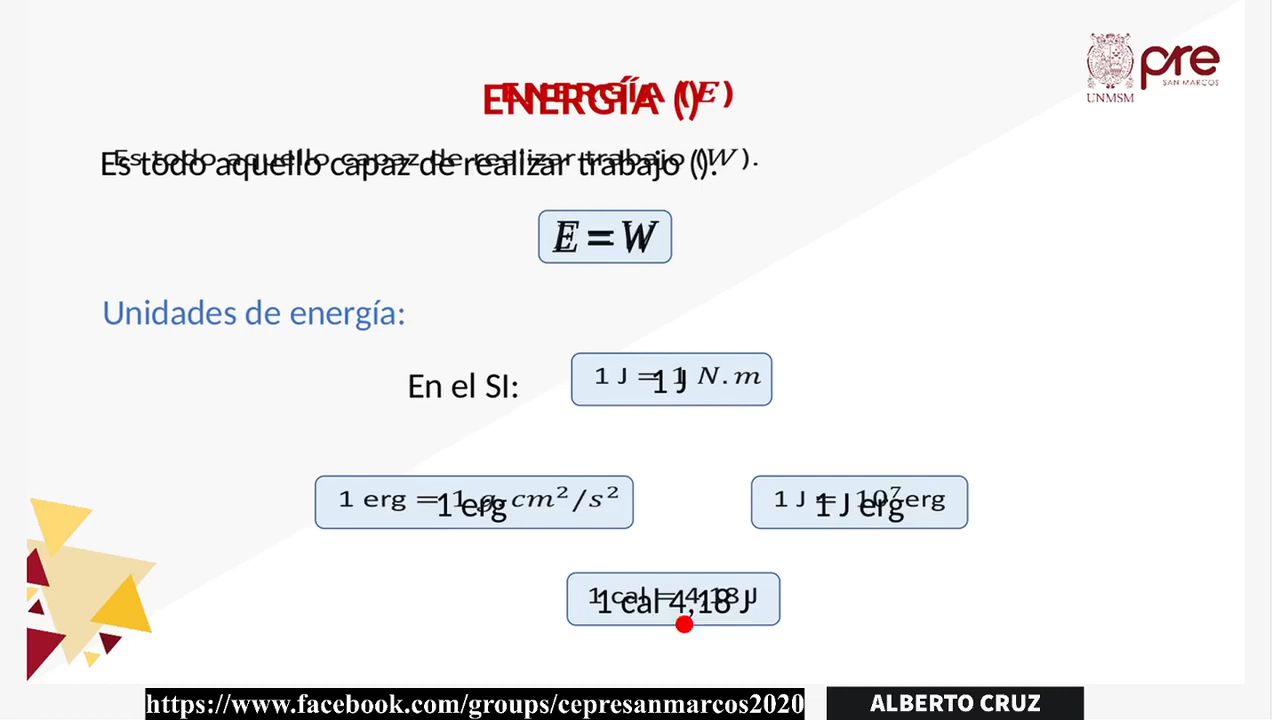 pre
SAN MARCOS
UNMSM
ENERGÍA (E)
Es todo aquello capaz de realizar trabajo (W).
E = W
Unidades de energía:
En el SI: 1 J = 1 N.m
1 erg = 1 g.cm²/s² 1 J = 10⁷erg
1 cal = 4,18 J
https://www.facebook.com/groups/cepresanmarcos2020 ALBERTO CRUZ